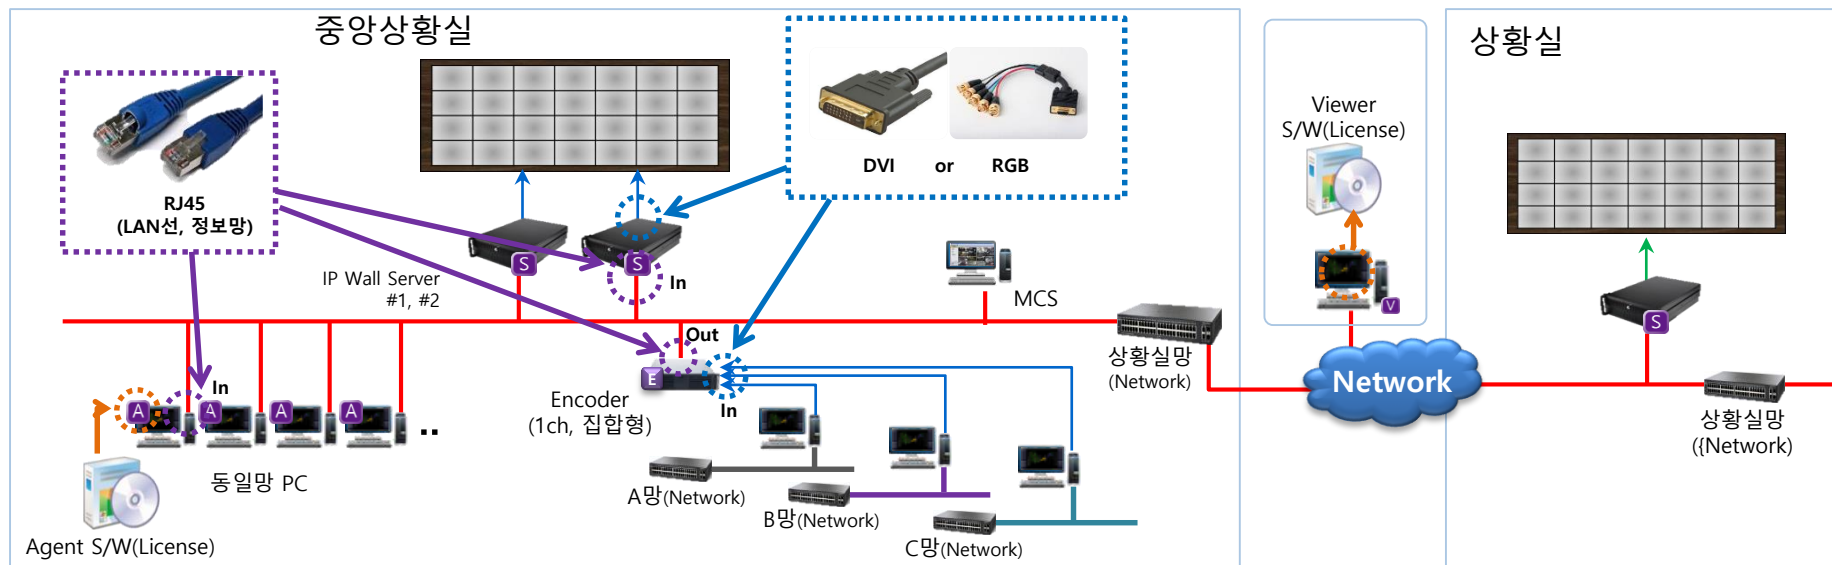 중앙상황실
RJ45
(LAN선, 정보망)
DVI or RGB
IP Wall Server
#1, #2
S
S
In
MCS
상황실망
(Network)
Out
E
In
Encoder
(1ch, 집합형)
In
A
A
A
A
..
동일망 PC
Agent S/W(License)
A망(Network)
B망(Network)
C망(Network)
Viewer
S/W(License)
V
Network
상황실
S
상황실망
({Network)